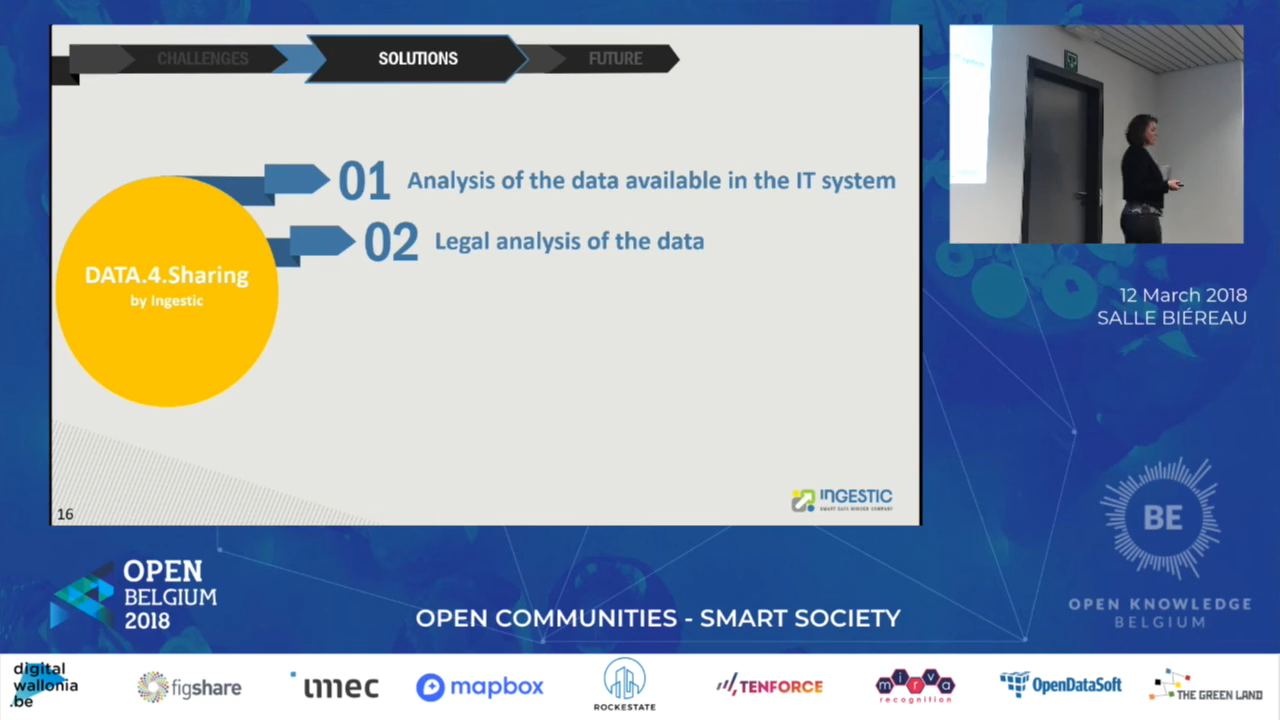 CHALLENGES
SOLUTIONS
FUTURE
01 Analysis of the data available in the IT system
02 Legal analysis of the data
DATA.4.Sharing
by Ingestic
INGESTIC
16
12 March 2018
SALLE BIÉREAU
BE
OPEN KNOWLEDGE
BELGIUM
OPEN
BELGIUM
2018
OPEN COMMUNITIES - SMART SOCIETY
digital
wallonia
.be
figshare
imec
mapbox
ROCKESTATE
TENFORCE
mirva
recognition
OpenDataSoft
THE GREEN LAND